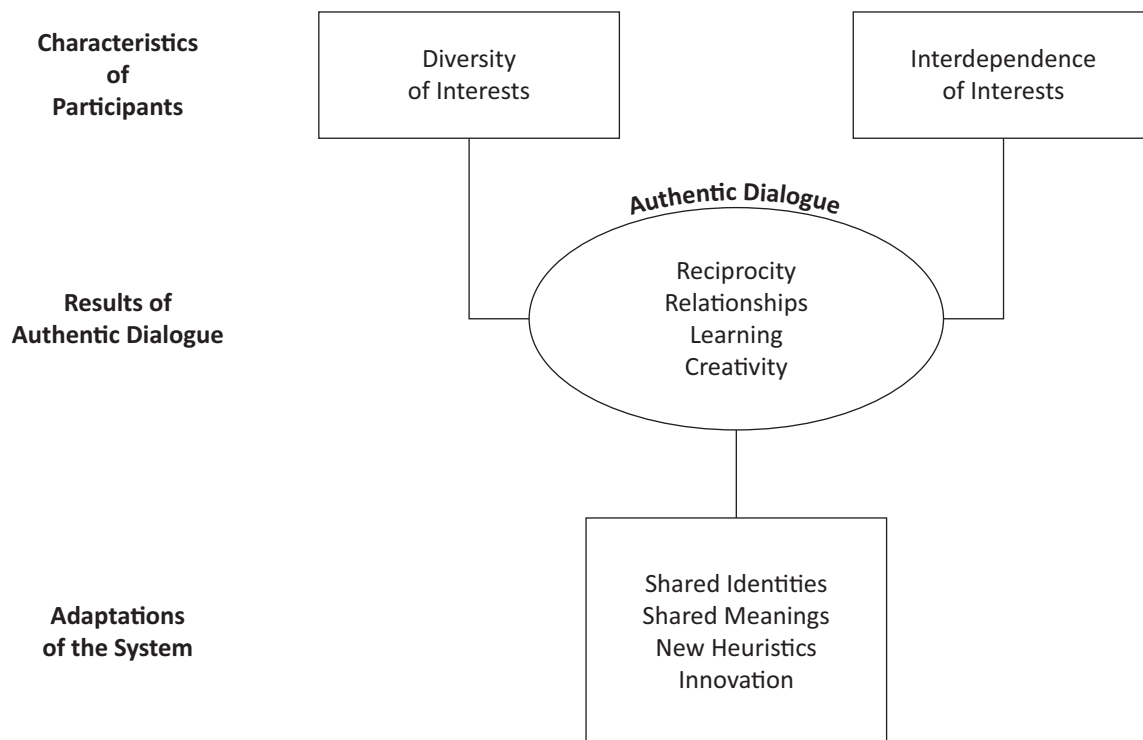 Characteristics
of
Participants
Diversity
of Interests
Interdependence
of Interests
Authentic Dialogue
Results of
Authentic Dialogue
Reciprocity
Relationships
Learning
Creativity
Adaptations
of the System
Shared Identities
Shared Meanings
New Heuristics
Innovation